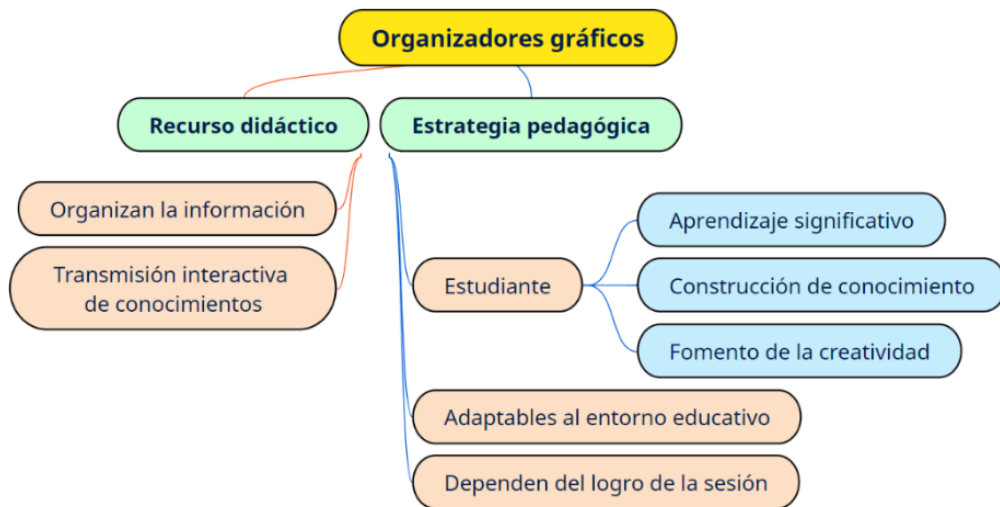 Organizadores gráficos
Recurso didáctico
Estrategia pedagógica
Organizan la información
Transmisión interactiva
de conocimientos
Estudiante
Aprendizaje significativo
Construcción de conocimiento
Fomento de la creatividad
Adaptables al entorno educativo
Dependen del logro de la sesión